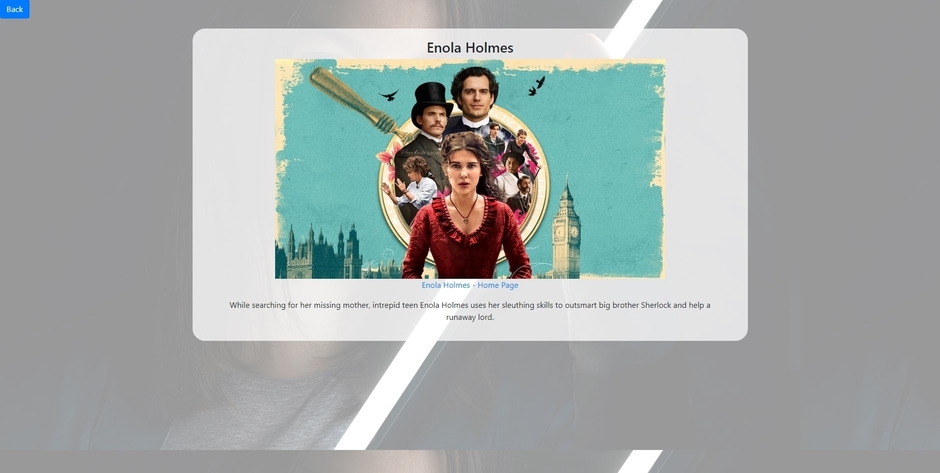 Back
Enola Holmes
Enola Holmes - Home Page
While searching for her missing mother, intrepid teen Enola Holmes uses her sleuthing skills to outsmart big brother Sherlock and help a
runaway lord.